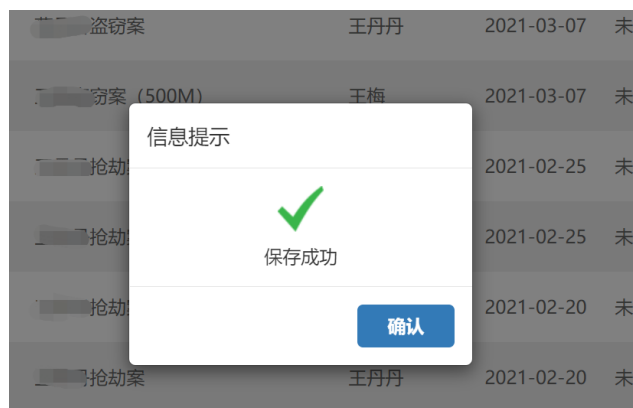 盗窃案 王丹丹 2021-03-07 未
窃案（500M） 王梅 2021-03-07 未
信息提示
抢劫 2021-02-25 未
保存成功
抢劫 2021-02-25 未
抢劫 2021-02-20 未
确认
抢劫案 王丹丹 2021-02-20 未